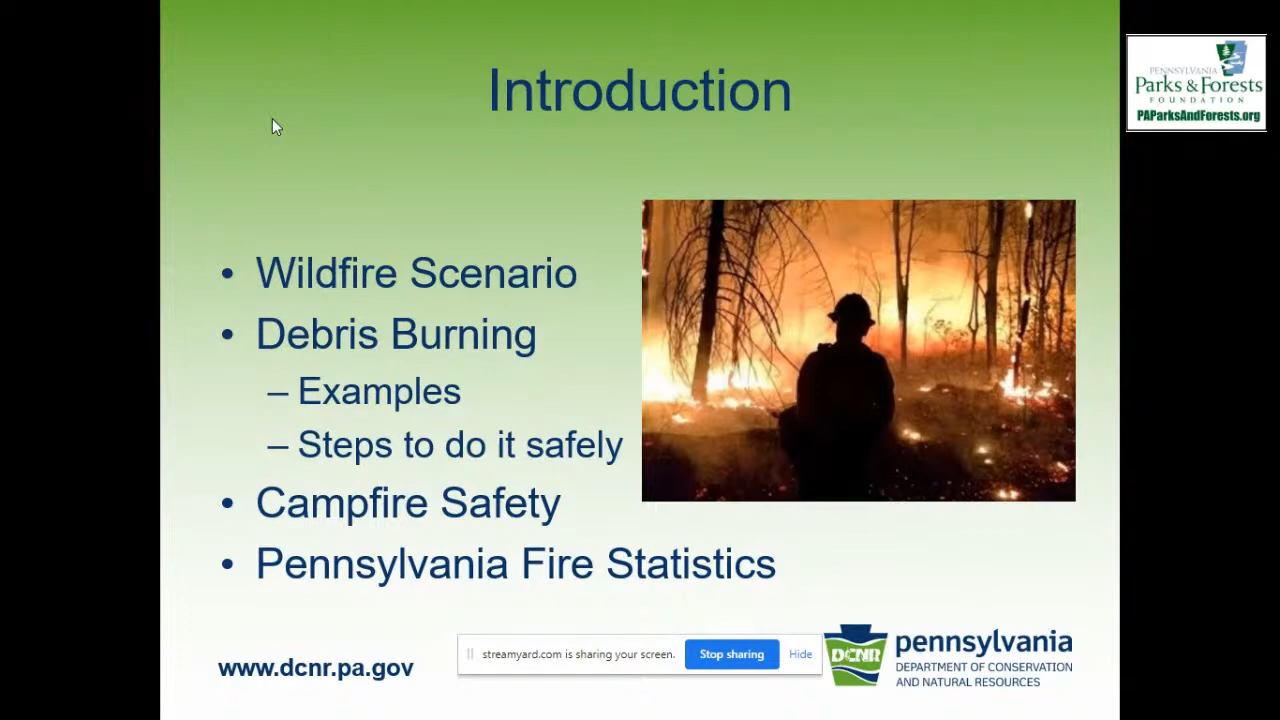 Introduction
PENNSYLVANIA
Parks & Forests
FOUNDATION
PAParksAndForests.org
• Wildfire Scenario
• Debris Burning
– Examples
– Steps to do it safely
• Campfire Safety
• Pennsylvania Fire Statistics
www.dcnr.pa.gov
streamyard.com is sharing your screen.
Stop sharing
Hide
DCNR
pennsylvania
DEPARTMENT OF CONSERVATION
AND NATURAL RESOURCES